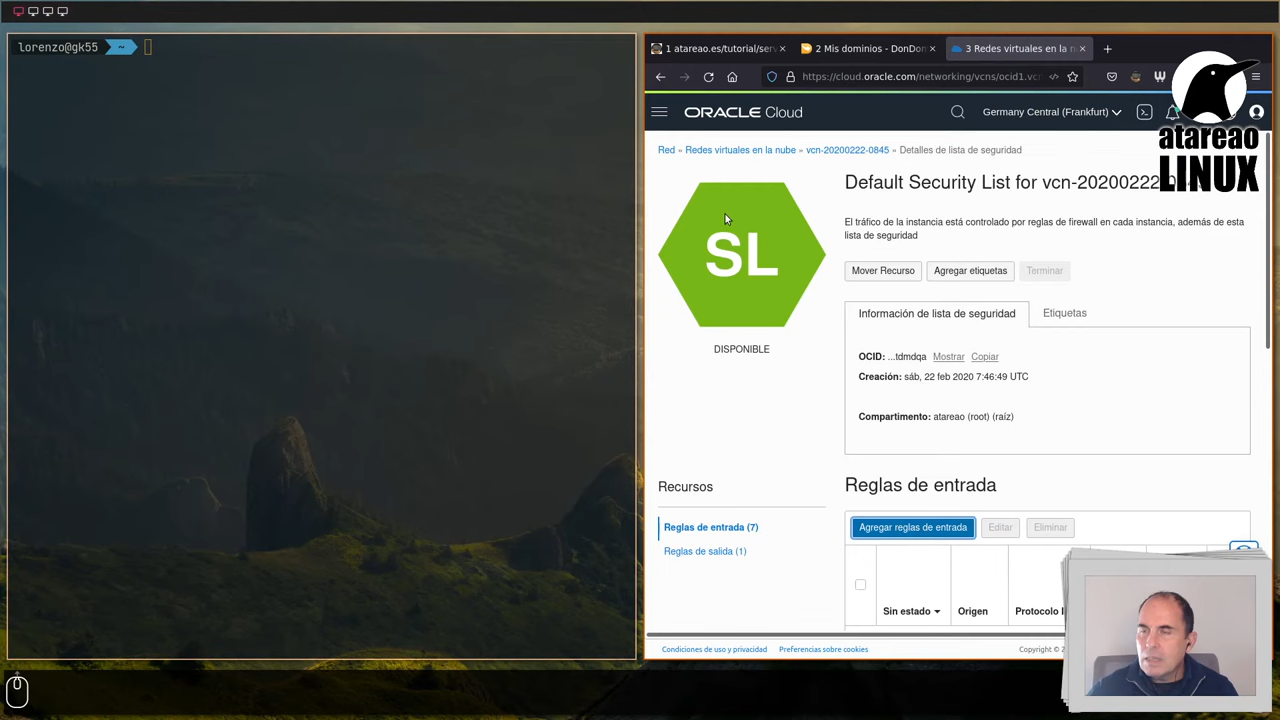 lorenzo@gk55 ~
1 atareao.es/tutorial/serv
2 Mis dominios - DonDon
3 Redes virtuales en la n
https://cloud.oracle.com/networking/vcns/ocid1.vcn
ORACLE Cloud
Germany Central (Frankfurt)
atareao
LINUX
Red » Redes virtuales en la nube » vcn-20200222-0845 » Detalles de lista de seguridad
Default Security List for vcn-20200222
SL
DISPONIBLE
El tráfico de la instancia está controlado por reglas de firewall en cada instancia, además de esta
lista de seguridad
Mover Recurso
Agregar etiquetas
Terminar
Información de lista de seguridad
Etiquetas
OCID: ...tdmdqa Mostrar Copiar
Creación: sáb, 22 feb 2020 7:46:49 UTC
Compartimento: atareao (root) (raíz)
Recursos
Reglas de entrada (7)
Reglas de salida (1)
Reglas de entrada
Agregar reglas de entrada
Editar
Eliminar
Sin estado
Origen
Protocolo
Condiciones de uso y privacidad
Preferencias sobre cookies
Copyright © 2